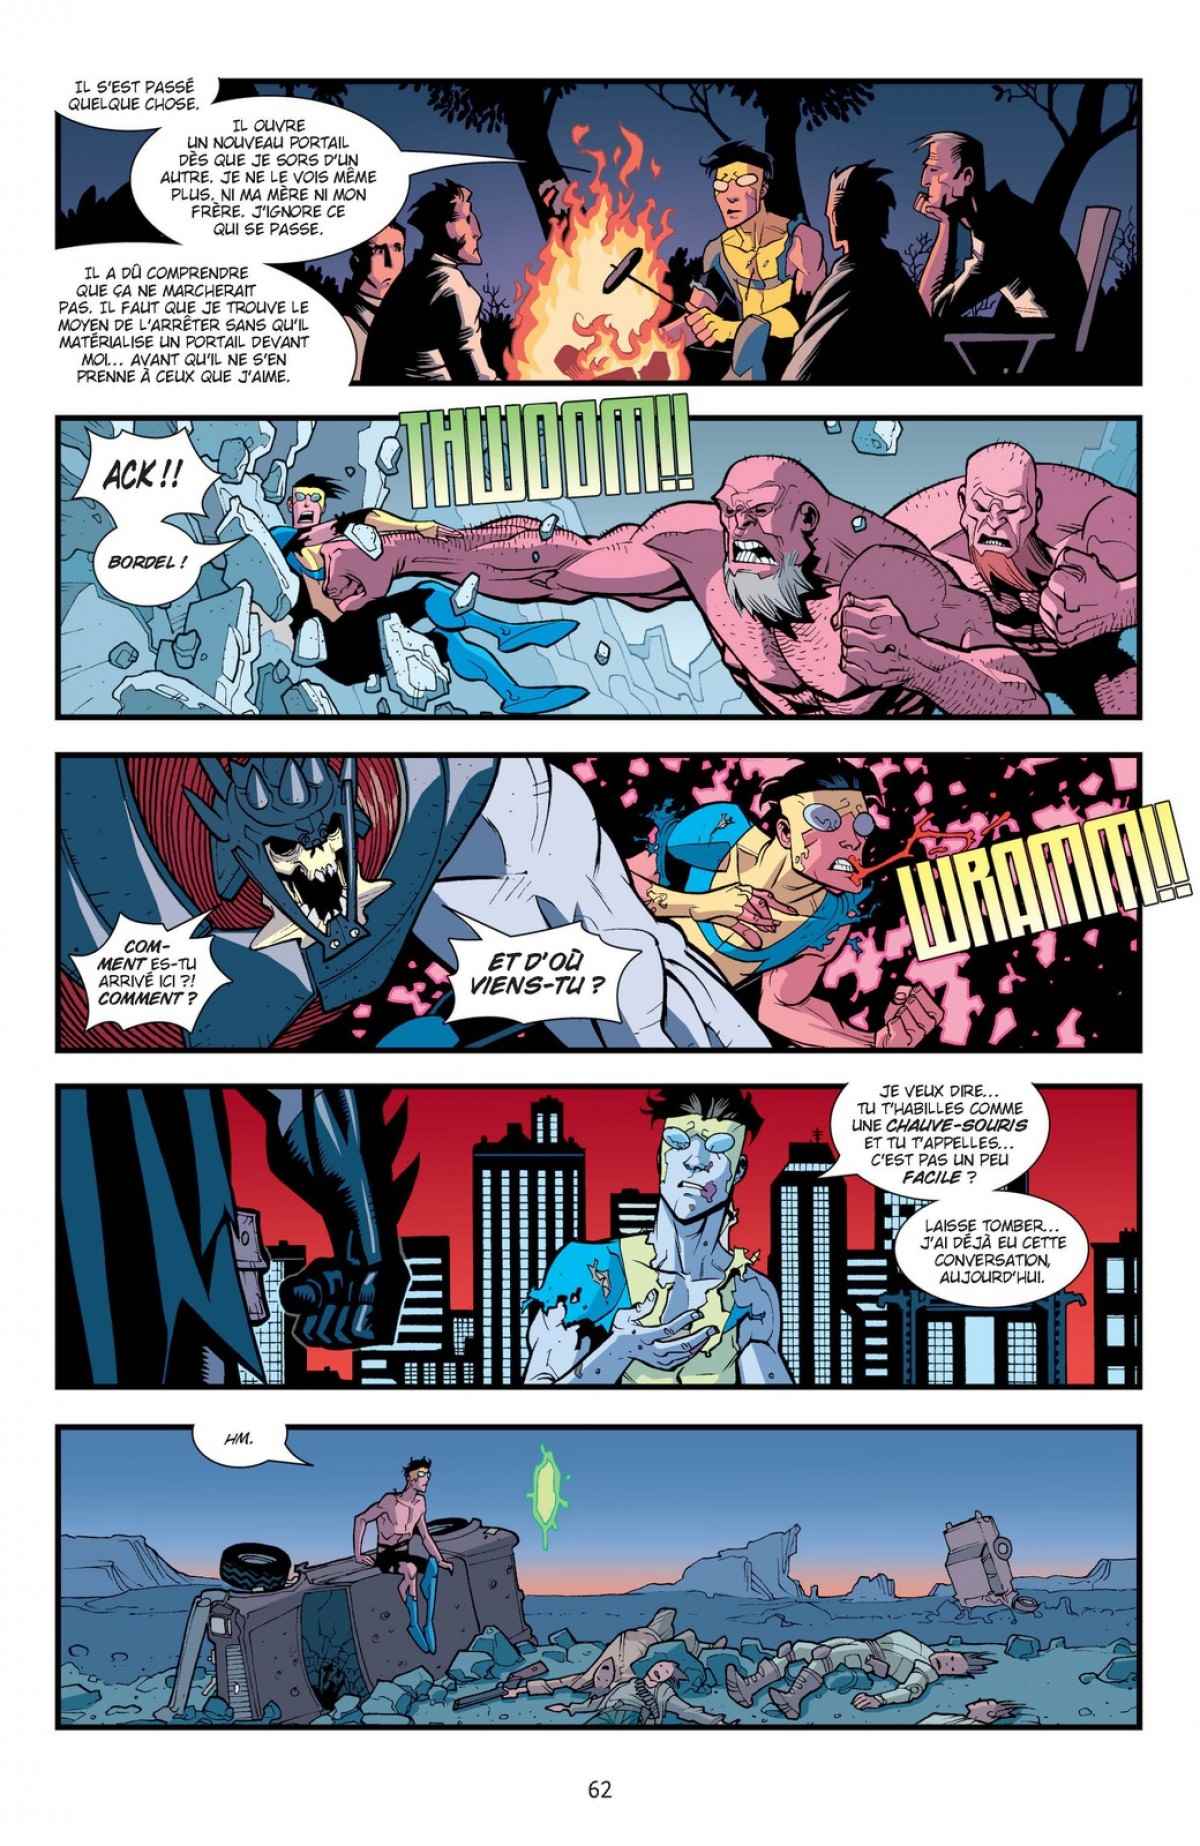 IL S'EST PASSÉ
QUELQUE CHOSE.
IL OUVRE
UN NOUVEAU PORTAIL
DÈS QUE JE SORS D'UN
AUTRE. JE NE LE VOIS MÊME
PLUS. NI MA MÈRE NI MON
FRÈRE. J'IGNORE CE
QUI SE PASSE.
IL A DÛ COMPRENDRE
QUE ÇA NE MARCHERAIT
PAS. IL FAUT QUE JE TROUVE LE
MOYEN DE L'ARRÊTER SANS QU'IL
MATÉRIALISE UN PORTAIL DEVANT
MOI... AVANT QU'IL NE S'EN
PRENNE À CEUX QUE J'AIME.
ACK !!
THWOOM!!
BORDEL !
WRAMM!!
COM-
MENT ES-TU
ARRIVÉ ICI ?!
COMMENT ?
ET D'OÙ
VIENS-TU ?
JE VEUX DIRE...
TU T'HABILLES COMME
UNE CHAUVE-SOURIS
ET TU T'APPELLES...
C'EST PAS UN PEU
FACILE ?
LAISSE TOMBER...
J'AI DÉJÀ EU CETTE
CONVERSATION,
AUJOURD'HUI.
HM.
62